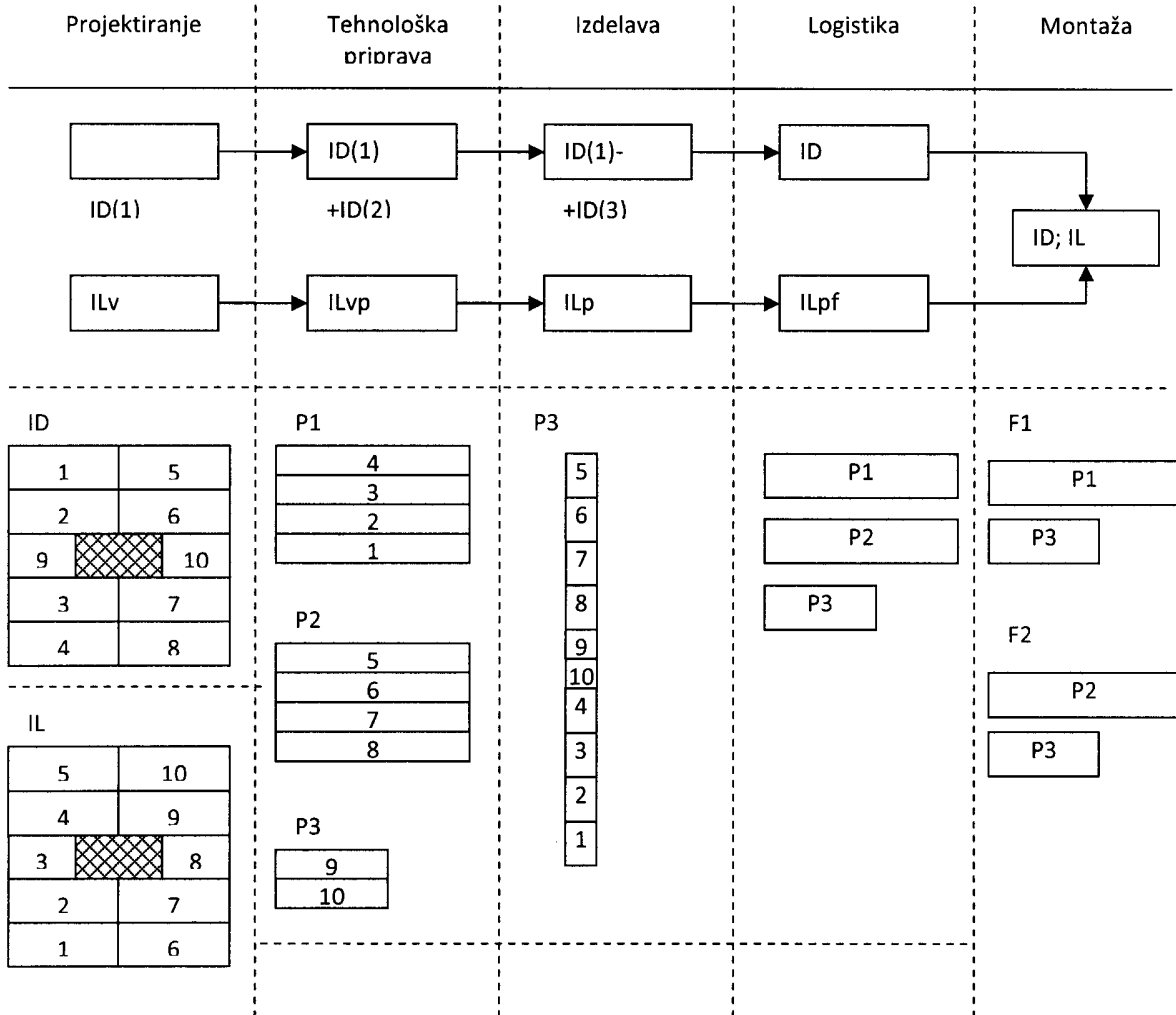 Projektiranje
Tehnološka
priprava
Izdelava
Logistika
Montaža
ID(1)
ID(1)-
ID
ID(1)
+ID(2)
+ID(3)
ID; IL
ILv
ILvp
ILp
ILpf
ID
1 5
2 6
9 10
3 7
4 8
IL
5 10
4 9
3 8
2 7
1 6
P1
4
3
2
1
P2
5
6
7
8
P3
9
10
P3
5
6
7
8
9
10
4
3
2
1
P1
P2
P3
F1
P1
P3
F2
P2
P3